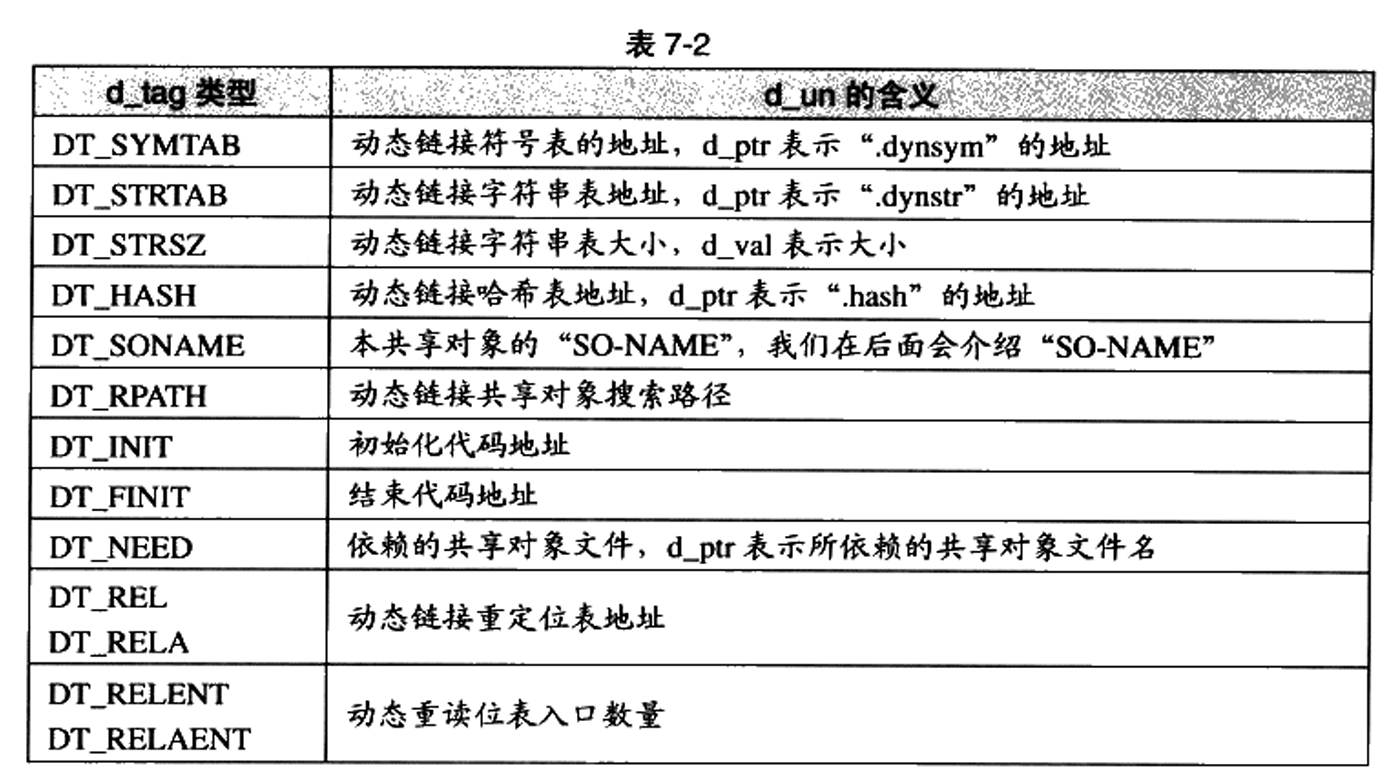 表 7-2
d_tag 类型 d_un 的含义
DT_SYMTAB 动态链接符号表的地址，d_ptr 表示“.dynsym”的地址
DT_STRTAB 动态链接字符串表地址，d_ptr 表示“.dynstr”的地址
DT_STRSZ 动态链接字符串表大小，d_val 表示大小
DT_HASH 动态链接哈希表地址，d_ptr 表示“.hash”的地址
DT_SONAME 本共享对象的“SO-NAME”，我们在后面会介绍“SO-NAME”
DT_RPATH 动态链接共享对象搜索路径
DT_INIT 初始化代码地址
DT_FINIT 结束代码地址
DT_NEED 依赖的共享对象文件，d_ptr 表示所依赖的共享对象文件名
DT_REL
DT_RELA
动态链接重定位表地址
DT_RELENT
DT_RELAENT
动态重读位表入口数量